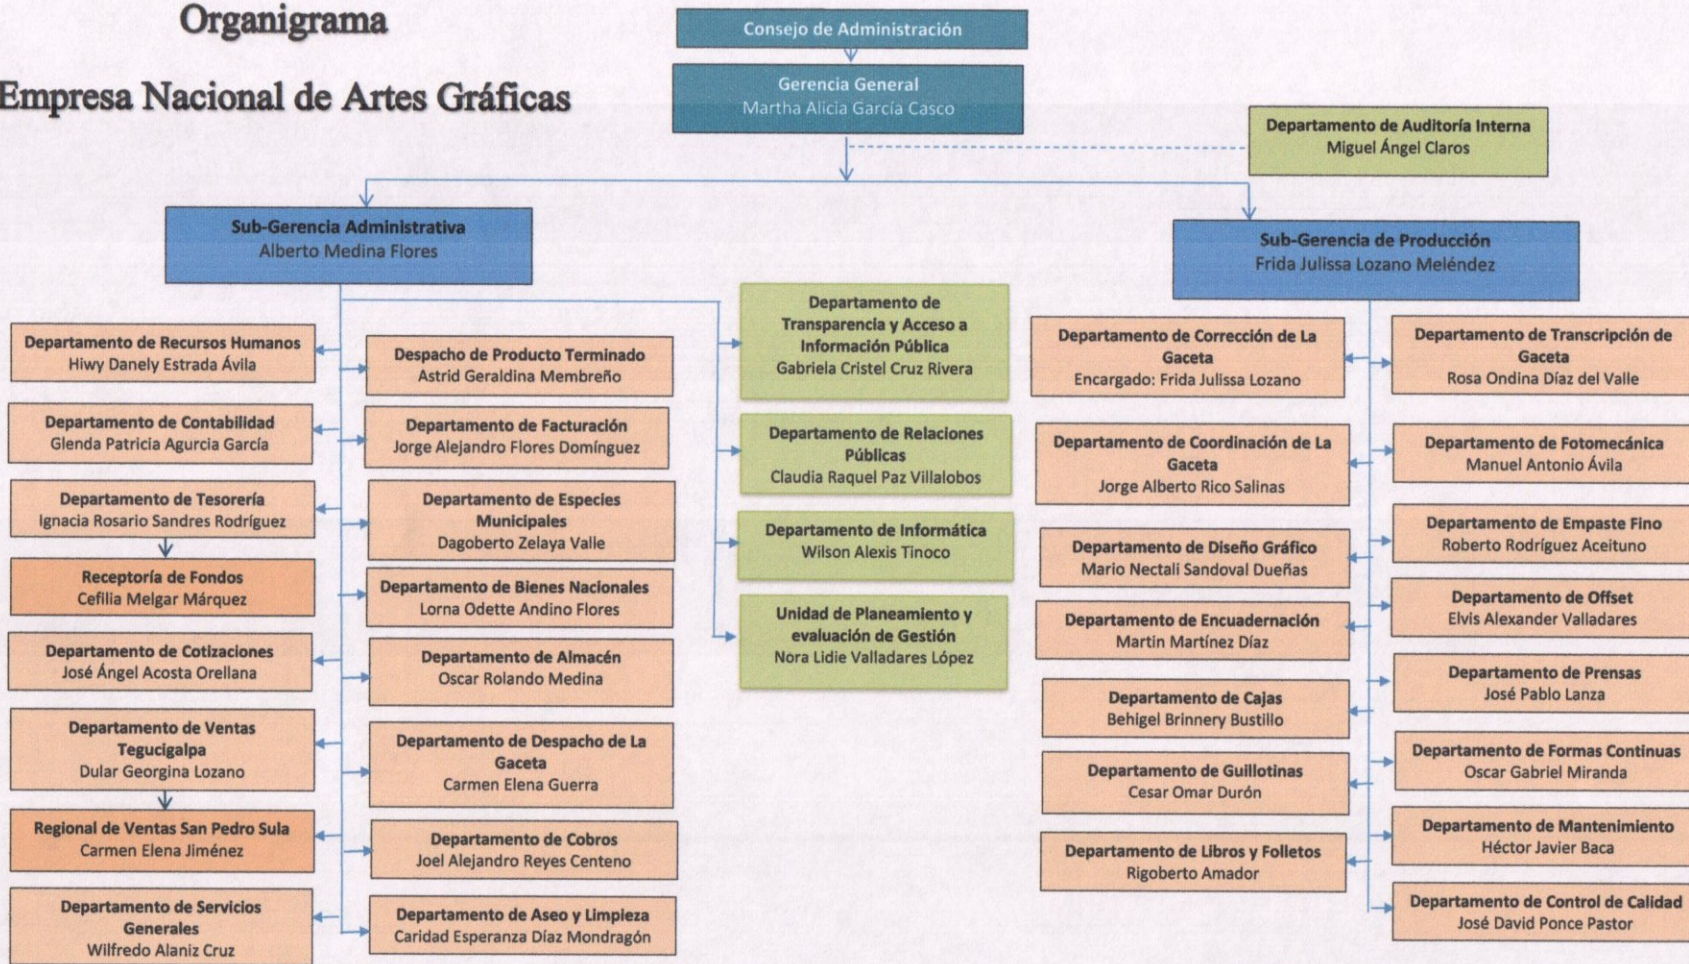 Organigrama
Empresa Nacional de Artes Gráficas
Consejo de Administración
Gerencia General
Martha Alicia García Casco
Departamento de Auditoría Interna
Miguel Ángel Claros
Sub-Gerencia Administrativa
Alberto Medina Flores
Sub-Gerencia de Producción
Frida Julissa Lozano Meléndez
Departamento de Recursos Humanos
Hiwy Danely Estrada Ávila
Departamento de Contabilidad
Glenda Patricia Agurcia García
Departamento de Tesorería
Ignacia Rosario Sandres Rodríguez
Receptoría de Fondos
Cefilia Melgar Márquez
Departamento de Cotizaciones
José Ángel Acosta Orellana
Departamento de Ventas
Tegucigalpa
Dular Georgina Lozano
Regional de Ventas San Pedro Sula
Carmen Elena Jiménez
Departamento de Servicios
Generales
Wilfredo Alaniz Cruz
Despacho de Producto Terminado
Astrid Geraldina Membreño
Departamento de Facturación
Jorge Alejandro Flores Domínguez
Departamento de Especies
Municipales
Dagoberto Zelaya Valle
Departamento de Bienes Nacionales
Lorna Odette Andino Flores
Departamento de Almacén
Oscar Rolando Medina
Departamento de Despacho de La
Gaceta
Carmen Elena Guerra
Departamento de Cobros
Joel Alejandro Reyes Centeno
Departamento de Aseo y Limpieza
Caridad Esperanza Díaz Mondragón
Departamento de
Transparencia y Acceso a
Información Pública
Gabriela Cristel Cruz Rivera
Departamento de Relaciones
Públicas
Claudia Raquel Paz Villalobos
Departamento de Informática
Wilson Alexis Tinoco
Unidad de Planeamiento y
evaluación de Gestión
Nora Lidie Valladares López
Departamento de Corrección de La
Gaceta
Encargado: Frida Julissa Lozano
Departamento de Coordinación de La
Gaceta
Jorge Alberto Rico Salinas
Departamento de Diseño Gráfico
Mario Nectali Sandoval Dueñas
Departamento de Encuadernación
Martin Martínez Díaz
Departamento de Cajas
Behigel Brinnery Bustillo
Departamento de Guillotinas
Cesar Omar Durón
Departamento de Libros y Folletos
Rigoberto Amador
Departamento de Transcripción de
Gaceta
Rosa Ondina Díaz del Valle
Departamento de Fotomecánica
Manuel Antonio Ávila
Departamento de Empaste Fino
Roberto Rodríguez Aceituno
Departamento de Offset
Elvis Alexander Valladares
Departamento de Prensas
José Pablo Lanza
Departamento de Formas Continuas
Oscar Gabriel Miranda
Departamento de Mantenimiento
Héctor Javier Baca
Departamento de Control de Calidad
José David Ponce Pastor